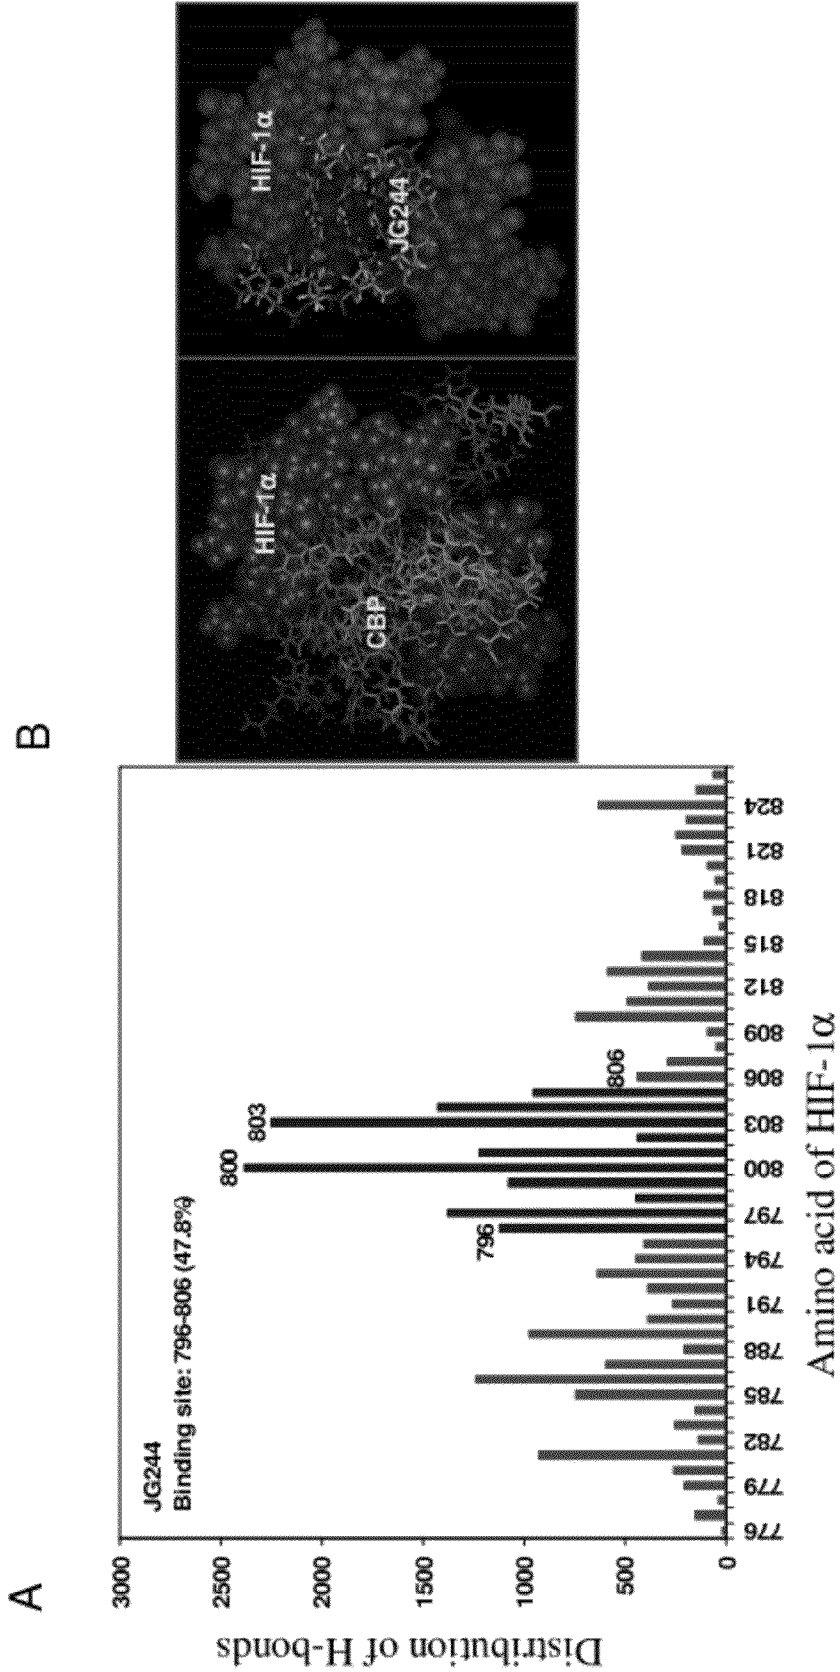 A
JG244
Binding site: 796-806 (47.8%)
3000
2500
2000
1500
1000
500
0
Distribution of H-bonds
796
800
803
806
776
779
782
785
788
791
794
797
800
803
806
809
812
815
818
821
824
Amino acid of HIF-1α
B
HIF-1α
CBP
HIF-1α
JG244